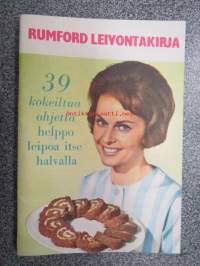 RUMFORD LEIVONTAKIRJA
39
kokeiltua
ohjetta
helppo
leipoa itse
halvalla